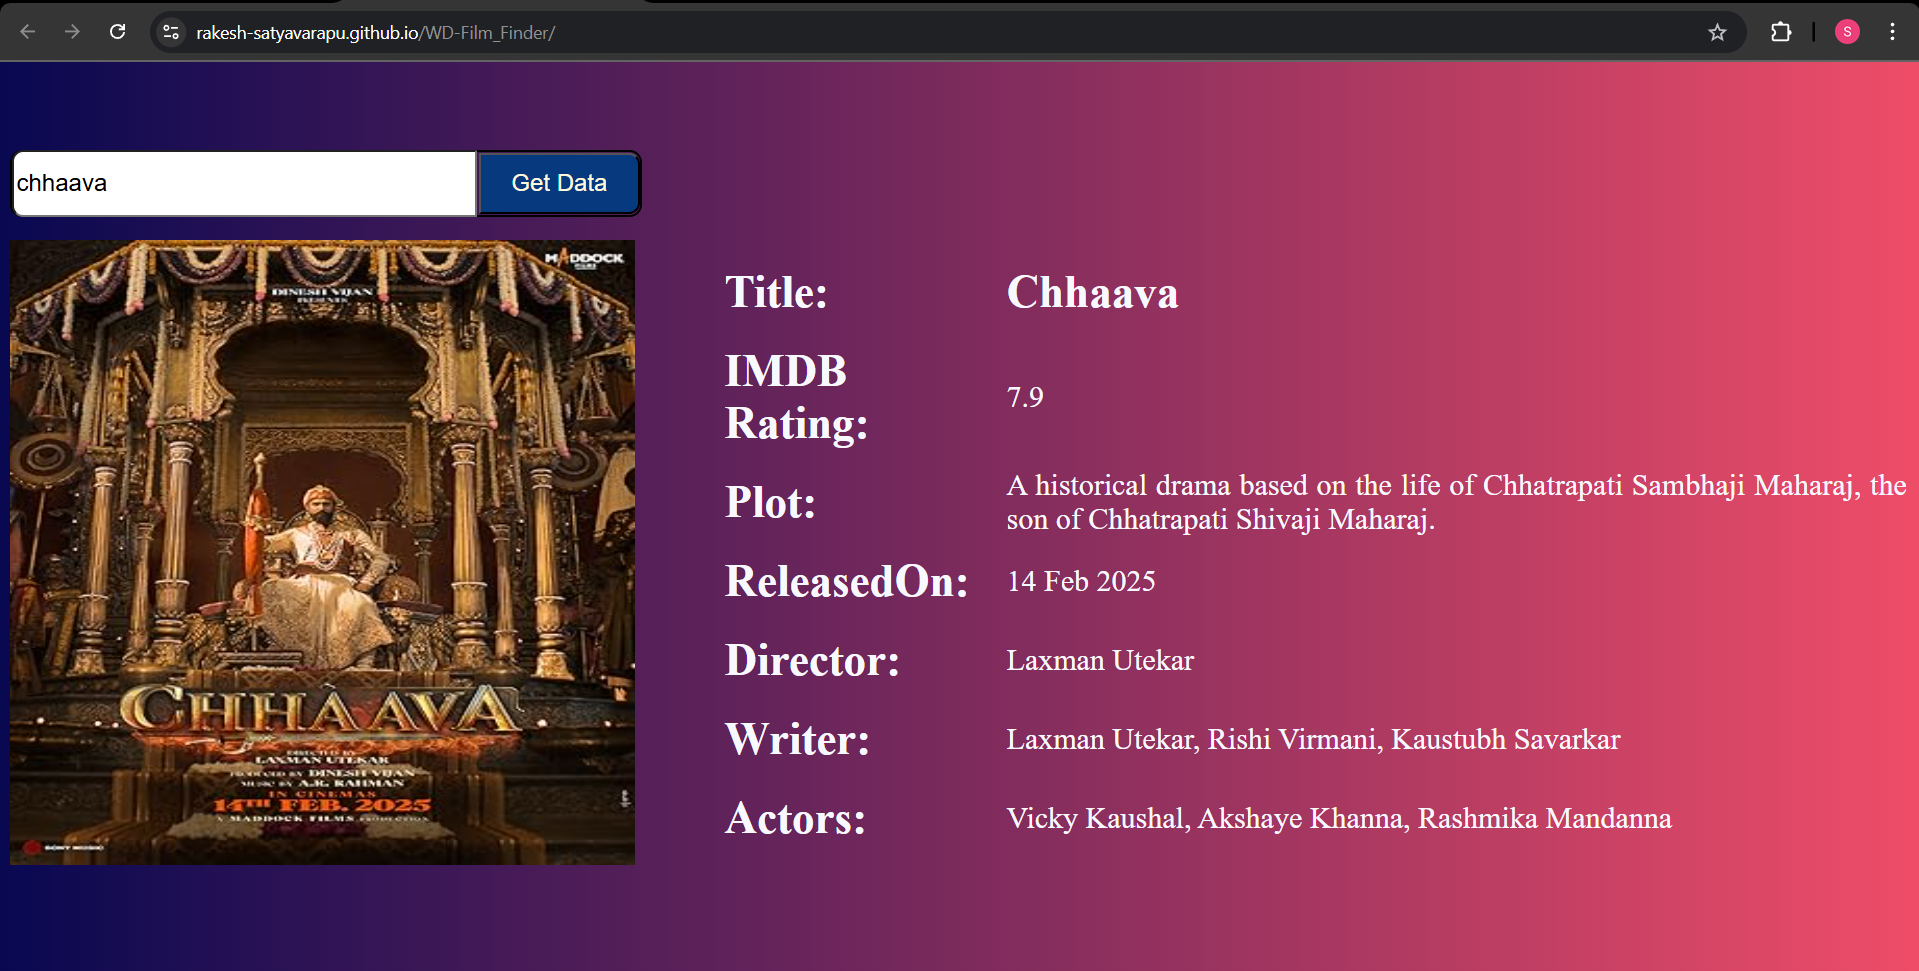 rakesh-satyavarapu.github.io/WD-Film_Finder/
S
chhaava
Get Data
MADDOCK
FILMS
DINESH VIJAN
PRESENTS
CHHAAVA
DIRECTED BY
LAXMAN UTEKAR
PRODUCED BY DINESH VIJAN
MUSIC BY A.R. RAHMAN
IN CINEMAS
14TH FEB. 2025
A MADDOCK FILMS PRODUCTION
SONY MUSIC
Title: Chhaava
IMDB
Rating: 7.9
Plot: A historical drama based on the life of Chhatrapati Sambhaji Maharaj, the
son of Chhatrapati Shivaji Maharaj.
ReleasedOn: 14 Feb 2025
Director: Laxman Utekar
Writer: Laxman Utekar, Rishi Virmani, Kaustubh Savarkar
Actors: Vicky Kaushal, Akshaye Khanna, Rashmika Mandanna